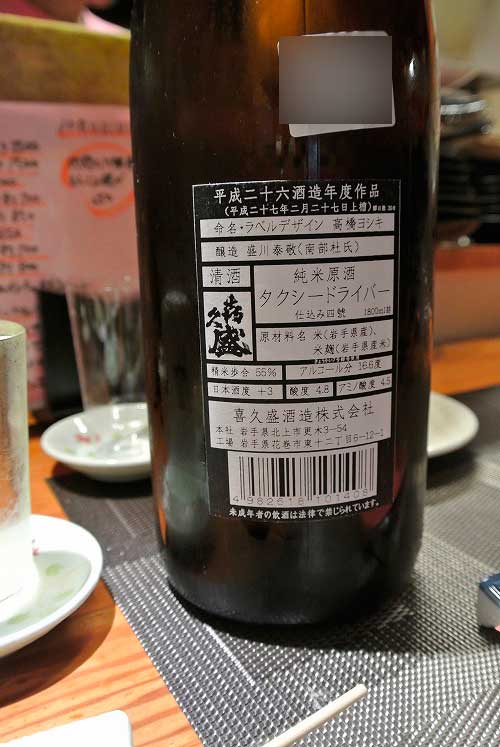 平成二十六酒造年度作品
(平成二十七年二月二十七日上槽)
命名・ラベルデザイン 高橋ヨシキ
醸造 盛川泰敬(南部杜氏)
清酒
喜久盛
純米原酒
タクシードライバー
仕込み四號 1800ml詰
原材料名 米(岩手県産)、
米麹(岩手県産米)
精米歩合 55% アルコール分 16.6度
日本酒度 +3 酸度 4.8 アミノ酸度 4.5
喜久盛酒造株式会社
本社 岩手県北上市更木3-54
工場 岩手県花巻市東十二丁目6-12-1
4 982618 101409
未成年者の飲酒は法律で禁じられています。